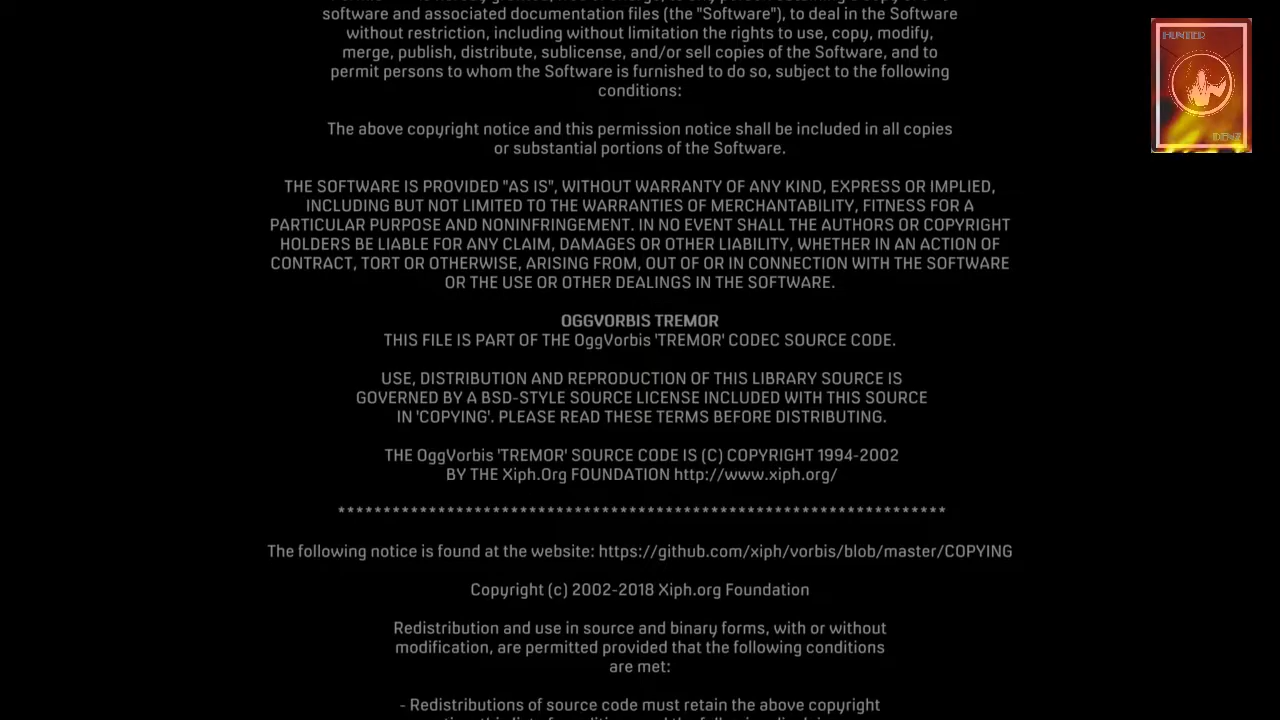 software and associated documentation files (the "Software"), to deal in the Software
without restriction, including without limitation the rights to use, copy, modify,
merge, publish, distribute, sublicense, and/or sell copies of the Software, and to
permit persons to whom the Software is furnished to do so, subject to the following
conditions:
The above copyright notice and this permission notice shall be included in all copies
or substantial portions of the Software.
THE SOFTWARE IS PROVIDED "AS IS", WITHOUT WARRANTY OF ANY KIND, EXPRESS OR IMPLIED,
INCLUDING BUT NOT LIMITED TO THE WARRANTIES OF MERCHANTABILITY, FITNESS FOR A
PARTICULAR PURPOSE AND NONINFRINGEMENT. IN NO EVENT SHALL THE AUTHORS OR COPYRIGHT
HOLDERS BE LIABLE FOR ANY CLAIM, DAMAGES OR OTHER LIABILITY, WHETHER IN AN ACTION OF
CONTRACT, TORT OR OTHERWISE, ARISING FROM, OUT OF OR IN CONNECTION WITH THE SOFTWARE
OR THE USE OR OTHER DEALINGS IN THE SOFTWARE.
OGGVORBIS TREMOR
THIS FILE IS PART OF THE OggVorbis 'TREMOR' CODEC SOURCE CODE.
USE, DISTRIBUTION AND REPRODUCTION OF THIS LIBRARY SOURCE IS
GOVERNED BY A BSD-STYLE SOURCE LICENSE INCLUDED WITH THIS SOURCE
IN 'COPYING'. PLEASE READ THESE TERMS BEFORE DISTRIBUTING.
THE OggVorbis 'TREMOR' SOURCE CODE IS (C) COPYRIGHT 1994-2002
BY THE Xiph.Org FOUNDATION http://www.xiph.org/
*******************************************************************
The following notice is found at the website: https://github.com/xiph/vorbis/blob/master/COPYING
Copyright (c) 2002-2018 Xiph.org Foundation
Redistribution and use in source and binary forms, with or without
modification, are permitted provided that the following conditions
are met:
- Redistributions of source code must retain the above copyright
HUNTER